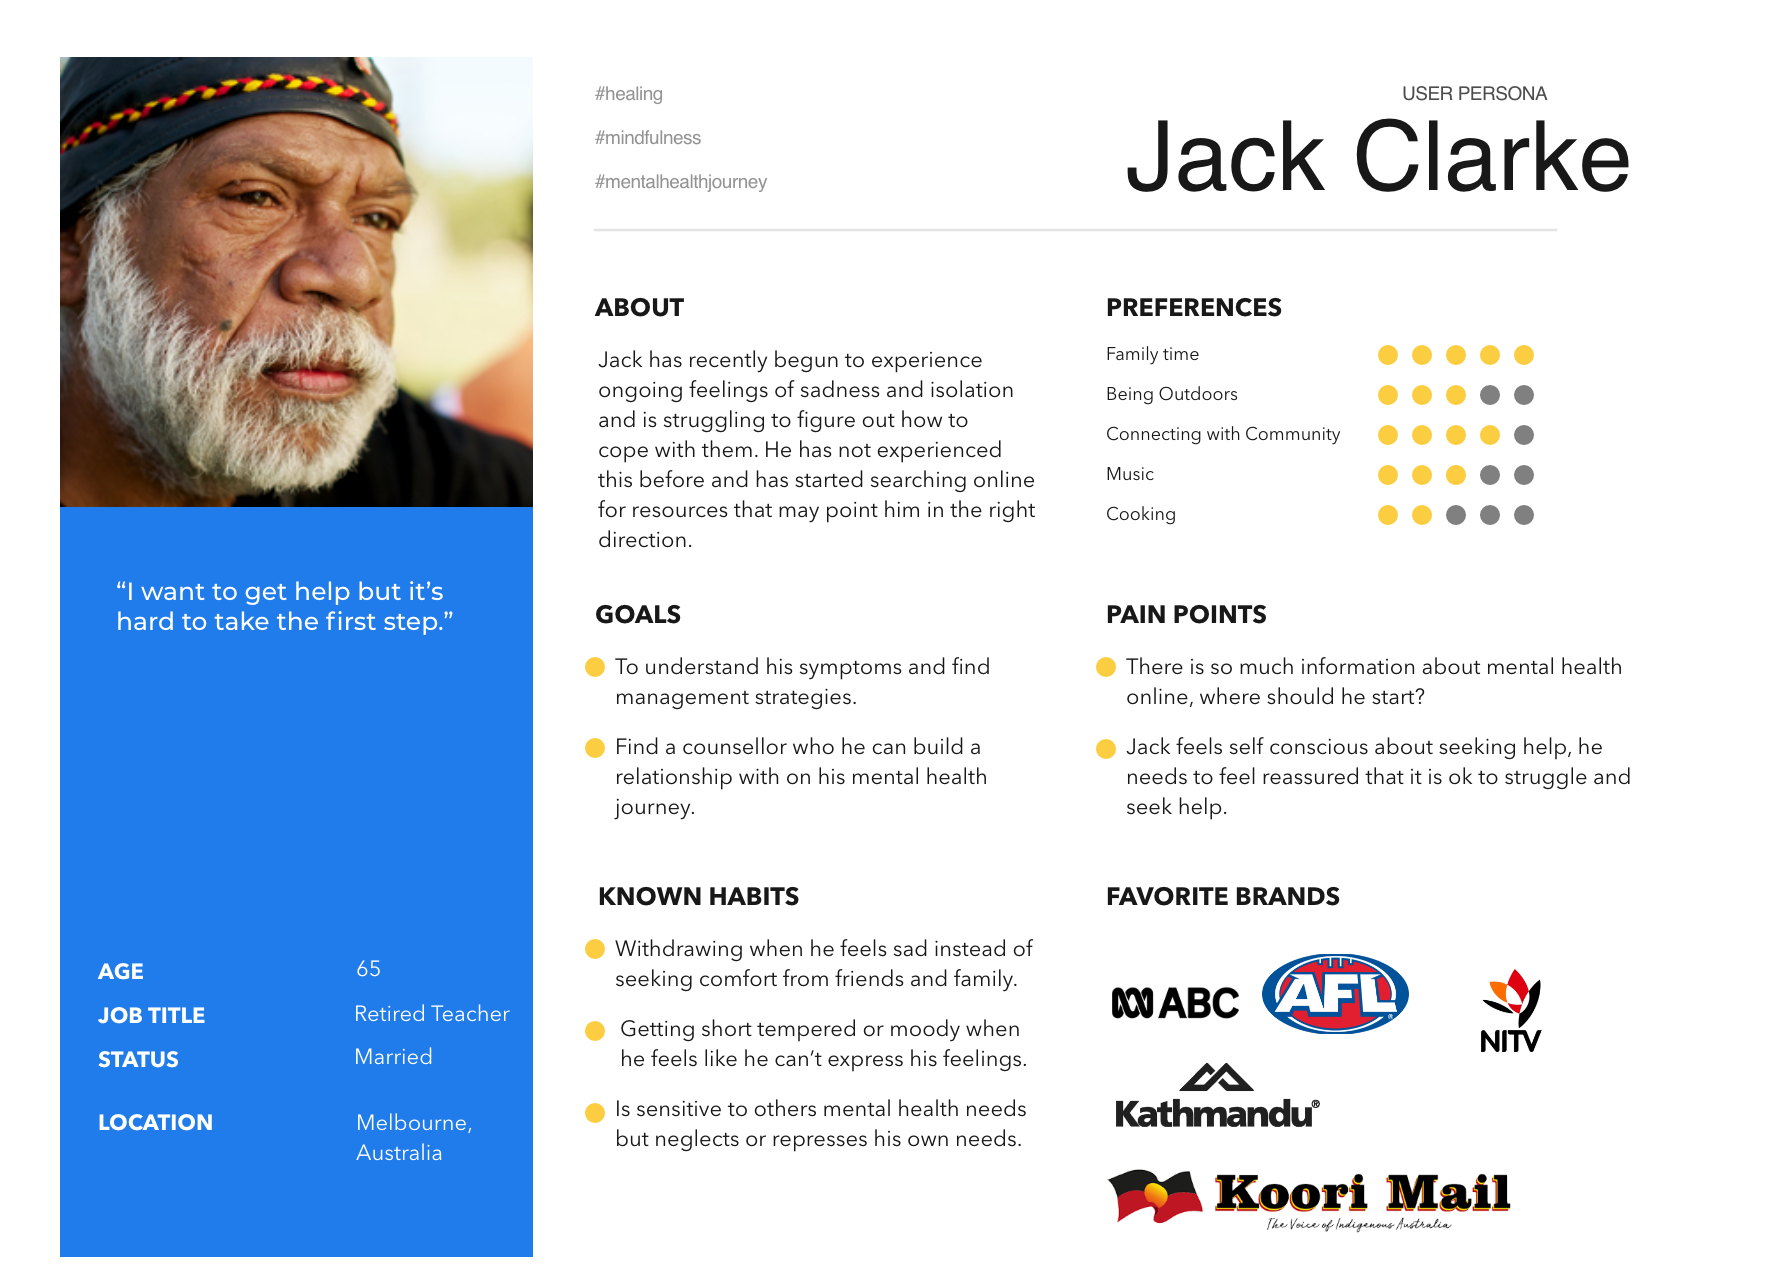 #healing
#mindfulness
#mentalhealthjourney
USER PERSONA
Jack Clarke
“I want to get help but it’s
hard to take the first step.”
AGE 65
JOB TITLE Retired Teacher
STATUS Married
LOCATION Melbourne,
Australia
ABOUT
Jack has recently begun to experience
ongoing feelings of sadness and isolation
and is struggling to figure out how to
cope with them. He has not experienced
this before and has started searching online
for resources that may point him in the right
direction.
PREFERENCES
Family time
Being Outdoors
Connecting with Community
Music
Cooking
GOALS
To understand his symptoms and find
management strategies.
Find a counsellor who he can build a
relationship with on his mental health
journey.
PAIN POINTS
There is so much information about mental health
online, where should he start?
Jack feels self conscious about seeking help, he
needs to feel reassured that it is ok to struggle and
seek help.
KNOWN HABITS
Withdrawing when he feels sad instead of
seeking comfort from friends and family.
Getting short tempered or moody when
he feels like he can’t express his feelings.
Is sensitive to others mental health needs
but neglects or represses his own needs.
FAVORITE BRANDS
ABC
AFL®
NITV
Kathmandu®
Koori Mail
The Voice of Indigenous Australia